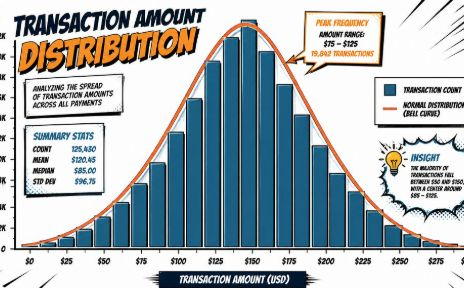 TRANSACTION AMOUNT
DISTRIBUTION
ANALYZING THE SPREAD
OF TRANSACTION AMOUNTS
ACROSS ALL PAYMENTS
SUMMARY STATS
COUNT 125,430
MEAN $120.45
MEDIAN $85.00
STD DEV $96.75
PEAK FREQUENCY
AMOUNT RANGE:
$75 – $125
19,842 TRANSACTIONS
TRANSACTION COUNT
NORMAL DISTRIBUTION
(BELL CURVE)
INSIGHT
THE MAJORITY OF
TRANSACTIONS FALL
BETWEEN $50 AND $150,
WITH A CENTER AROUND
$85 – $125.
0
$0 $25 $50 $75 $100 $125 $150 $175 $200 $225 $250 $275
TRANSACTION AMOUNT (USD)